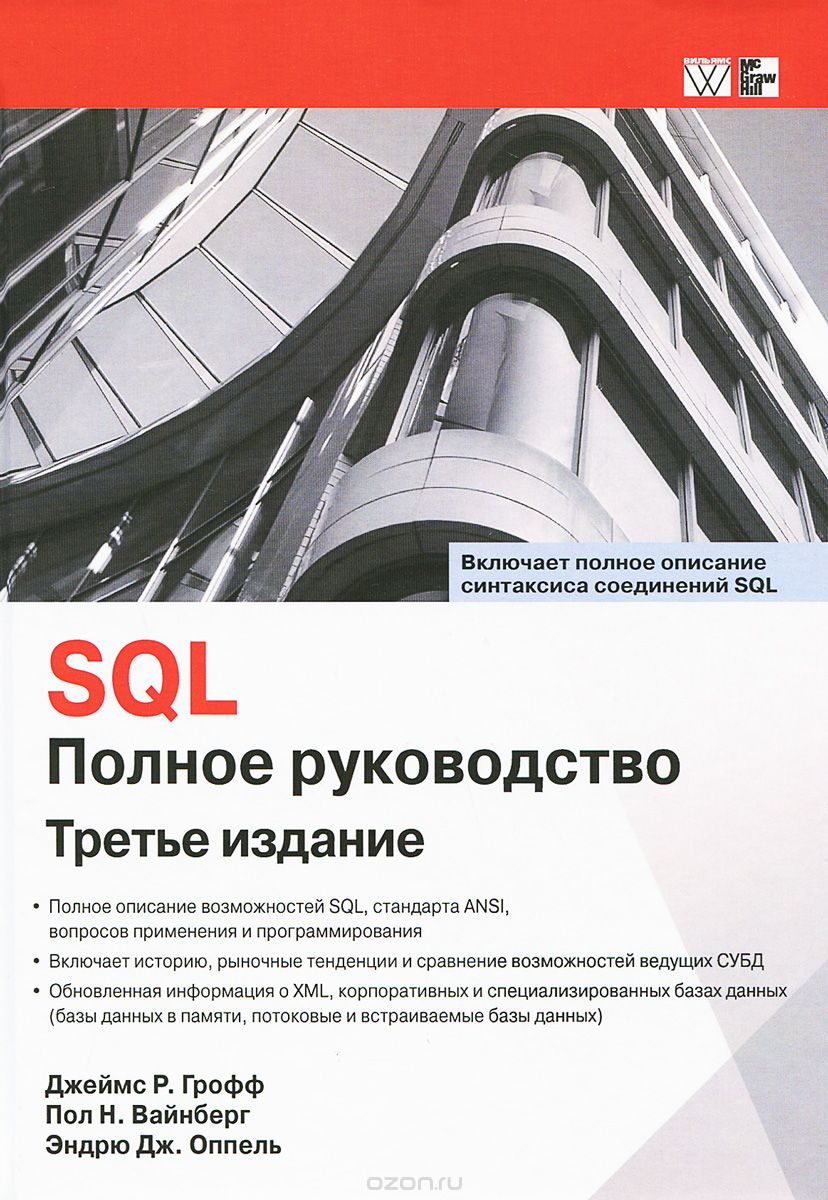 ВИЛЬЯМС
Mc
Graw
Hill
Включает полное описание
синтаксиса соединений SQL
SQL
Полное руководство
Третье издание
• Полное описание возможностей SQL, стандарта ANSI,
вопросов применения и программирования
• Включает историю, рыночные тенденции и сравнение возможностей ведущих СУБД
• Обновленная информация о XML, корпоративных и специализированных базах данных
(базы данных в памяти, потоковые и встраиваемые базы данных)
Джеймс Р. Грофф
Пол Н. Вайнберг
Эндрю Дж. Оппель
ozon.ru